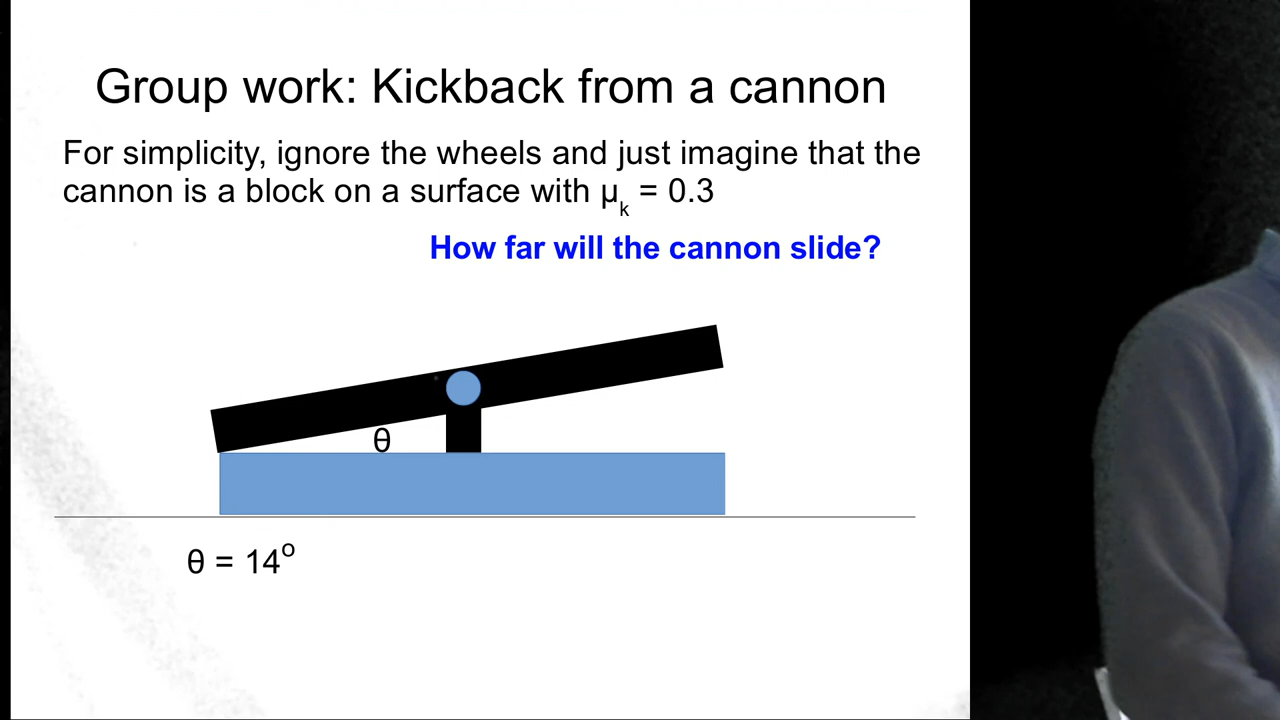 Group work: Kickback from a cannon
For simplicity, ignore the wheels and just imagine that the
cannon is a block on a surface with μₖ = 0.3
How far will the cannon slide?
θ
θ = 14°